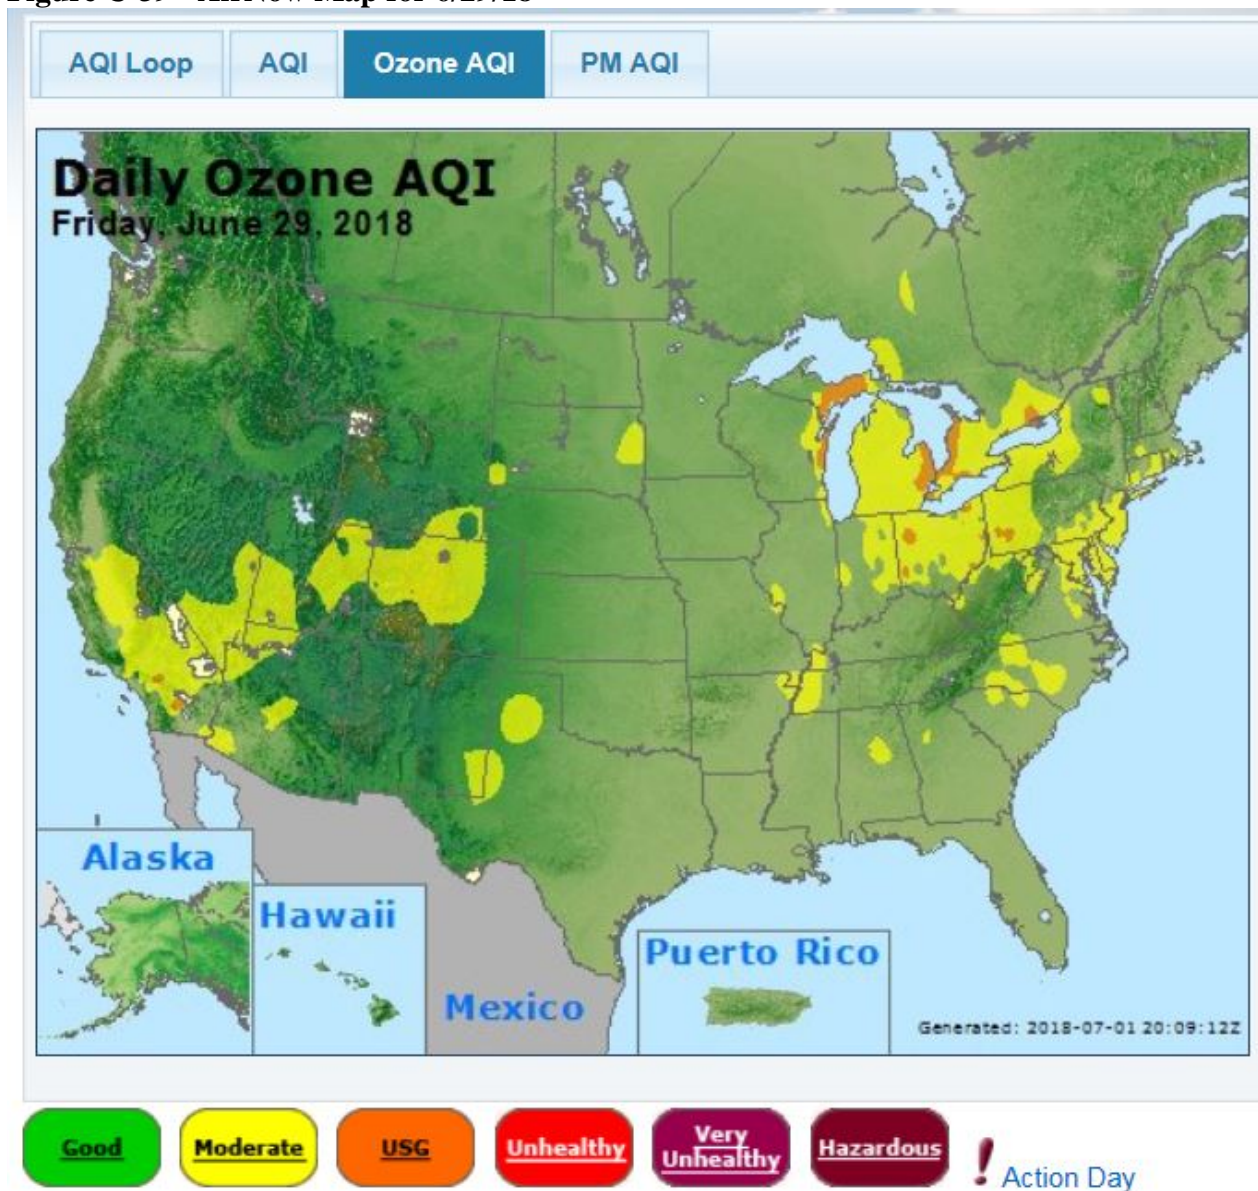 AQI Loop AQI Ozone AQI PM AQI
Daily Ozone AQI
Friday, June 29, 2018
Alaska
Hawaii
Puerto Rico
Mexico
Generated: 2018-07-01 20:09:12Z
Good Moderate USG Unhealthy Very Unhealthy Hazardous ! Action Day